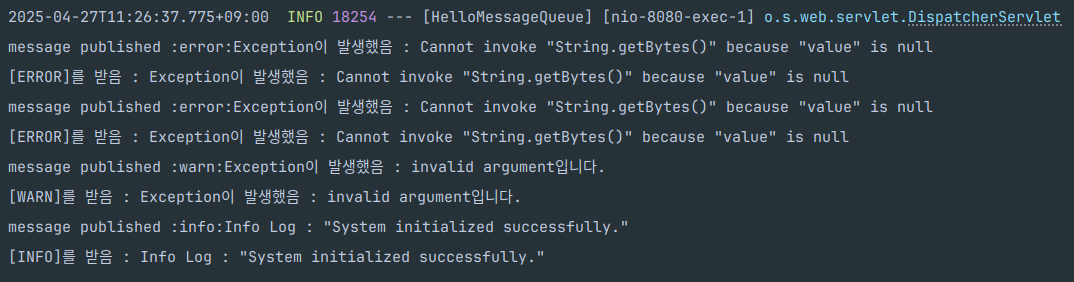 2025-04-27T11:26:37.775+09:00  INFO 18254 --- [HelloMessageQueue] [nio-8080-exec-1] o.s.web.servlet.DispatcherServlet
message published :error:Exception이 발생했음 : Cannot invoke "String.getBytes()" because "value" is null
[ERROR]를 받음 : Exception이 발생했음 : Cannot invoke "String.getBytes()" because "value" is null
message published :error:Exception이 발생했음 : Cannot invoke "String.getBytes()" because "value" is null
[ERROR]를 받음 : Exception이 발생했음 : Cannot invoke "String.getBytes()" because "value" is null
message published :warn:Exception이 발생했음 : invalid argument입니다.
[WARN]를 받음 : Exception이 발생했음 : invalid argument입니다.
message published :info:Info Log : "System initialized successfully."
[INFO]를 받음 : Info Log : "System initialized successfully."